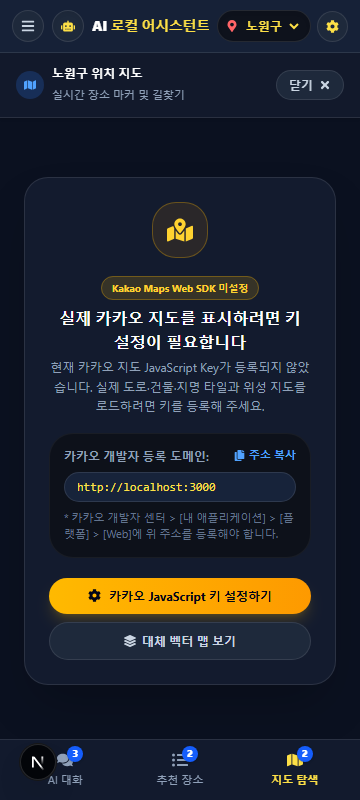 AI 로컬 어시스턴트
노원구
노원구 위치 지도
실시간 장소 마커 및 길찾기
닫기
Kakao Maps Web SDK 미설정
실제 카카오 지도를 표시하려면 키
설정이 필요합니다
현재 카카오 지도 JavaScript Key가 등록되지 않았
습니다. 실제 도로·건물·지명 타일과 위성 지도를
로드하려면 키를 등록해 주세요.
카카오 개발자 등록 도메인:
주소 복사
http://localhost:3000
* 카카오 개발자 센터 > [내 애플리케이션] > [플
랫폼] > [Web]에 위 주소를 등록해야 합니다.
카카오 JavaScript 키 설정하기
대체 벡터 맵 보기
3
2
2
N
AI 대화
추천 장소
지도 탐색